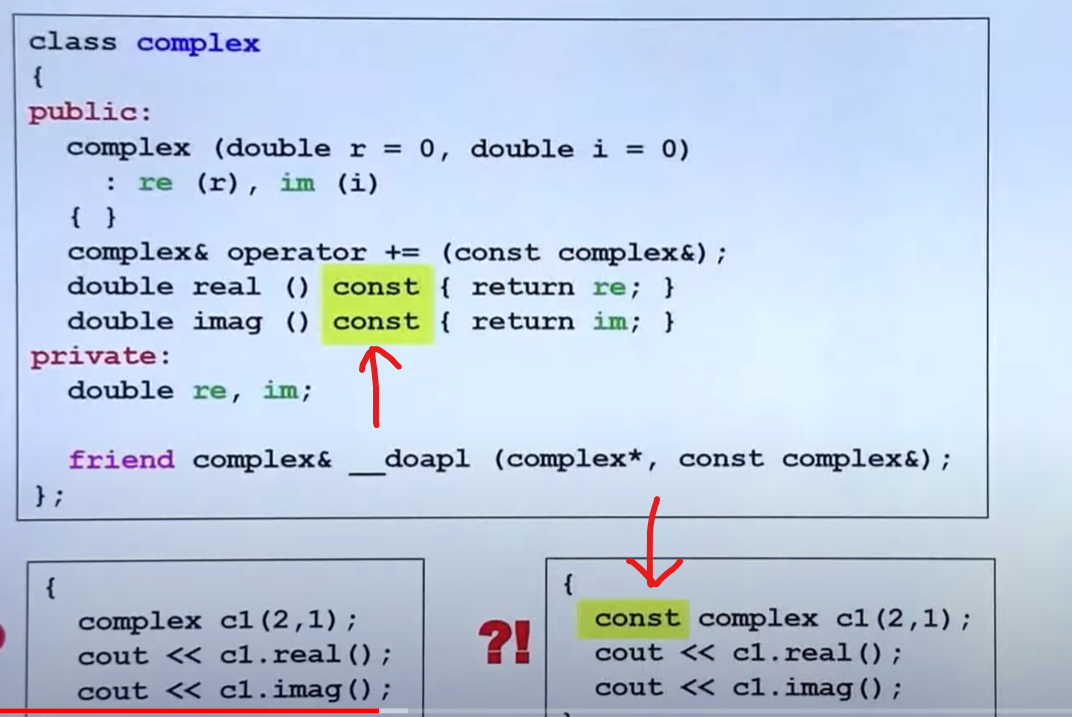 class complex
{
public:
complex (double r = 0, double i = 0)
: re (r), im (i)
{ }
complex& operator += (const complex&);
double real () const { return re; }
double imag () const { return im; }
private:
double re, im;
friend complex& __doapl (complex*, const complex&);
};
{
complex c1(2,1);
cout << c1.real();
cout << c1.imag();
?!
{
const complex c1(2,1);
cout << c1.real();
cout << c1.imag();